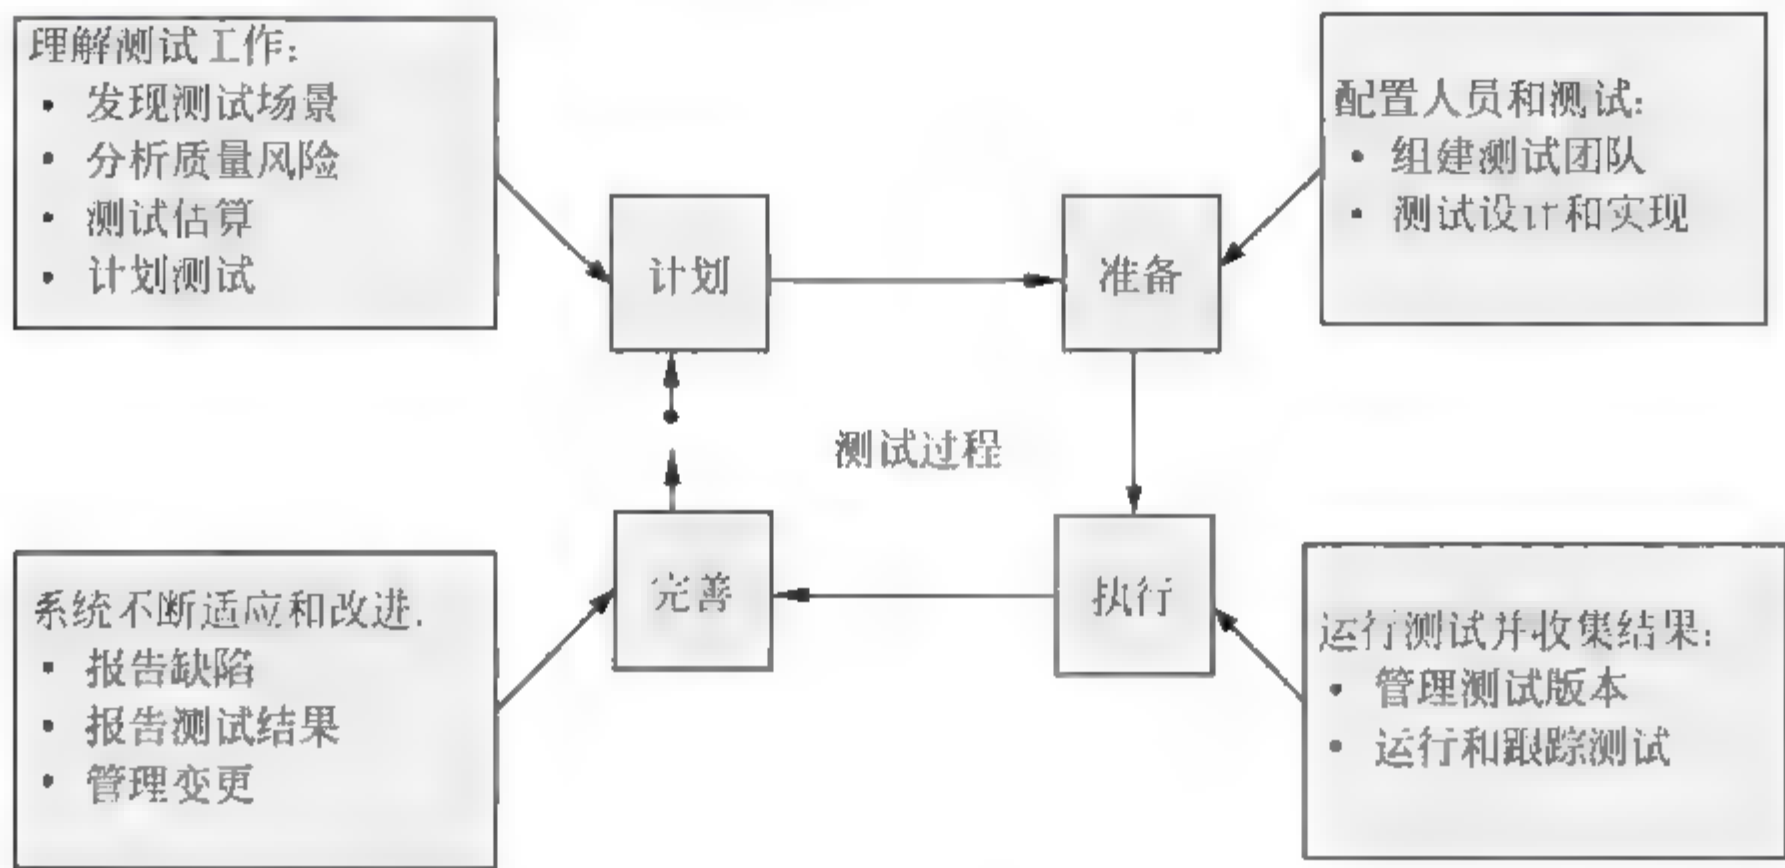 理解测试工作:
• 发现测试场景
• 分析质量风险
• 测试估算
• 计划测试
配置人员和测试:
• 组建测试团队
• 测试设计和实现
计划
准备
测试过程
完善
执行
系统不断适应和改进.
• 报告缺陷
• 报告测试结果
• 管理变更
运行测试并收集结果:
• 管理测试版本
• 运行和跟踪测试